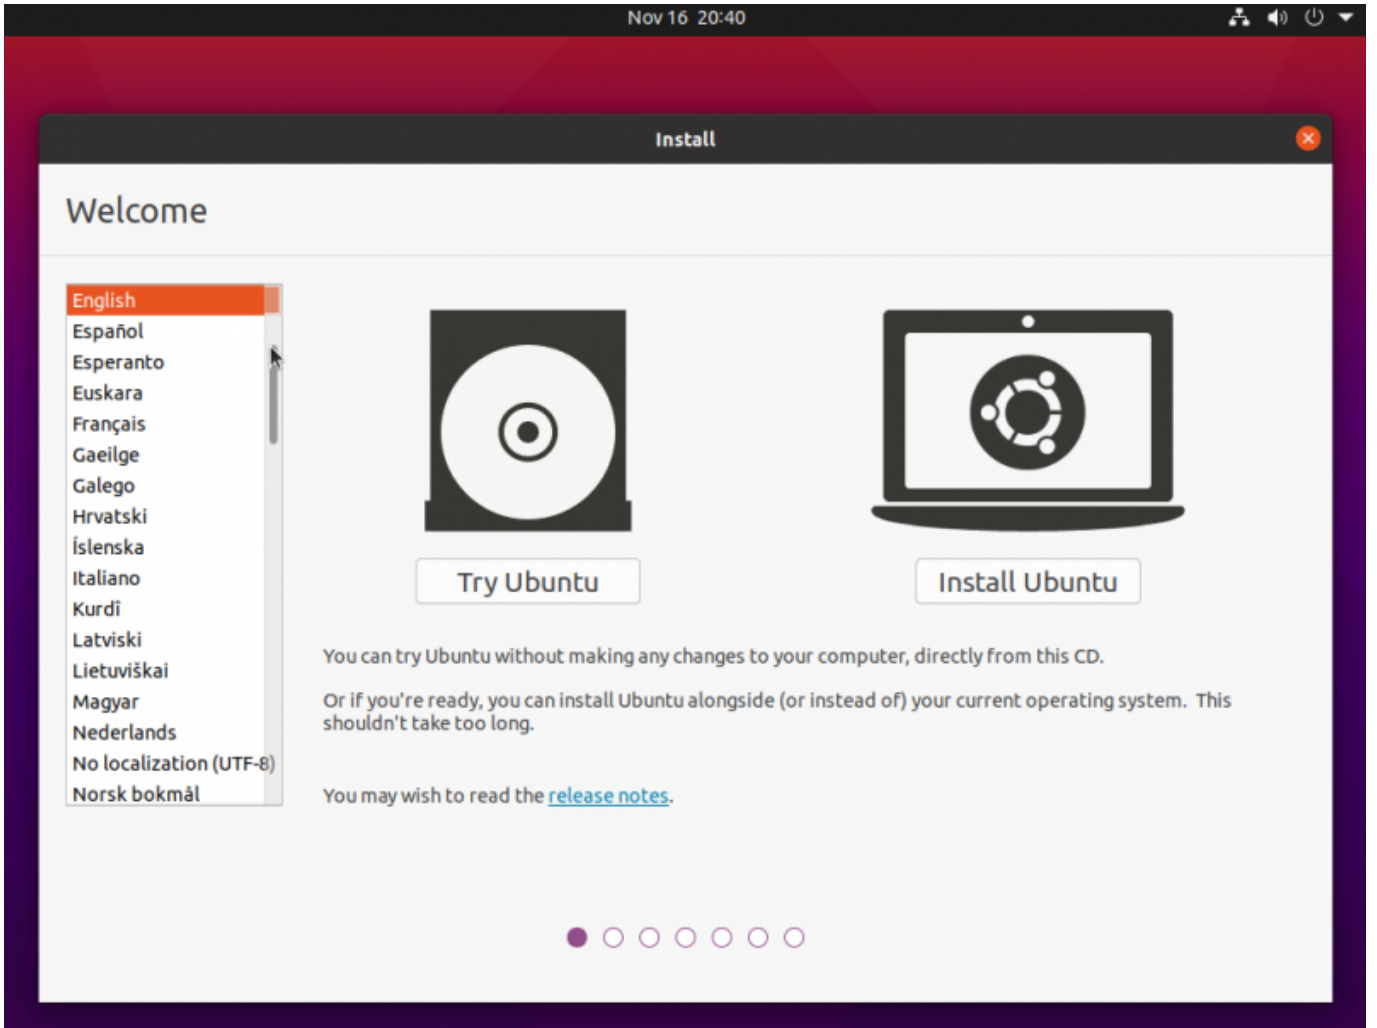 Nov 16 20:40
Install
Welcome
English
Español
Esperanto
Euskara
Français
Gaeilge
Galego
Hrvatski
Íslenska
Italiano
Kurdî
Latviski
Lietuviškai
Magyar
Nederlands
No localization (UTF-8)
Norsk bokmål
Try Ubuntu
Install Ubuntu
You can try Ubuntu without making any changes to your computer, directly from this CD.
Or if you're ready, you can install Ubuntu alongside (or instead of) your current operating system. This
shouldn't take too long.
You may wish to read the release notes.